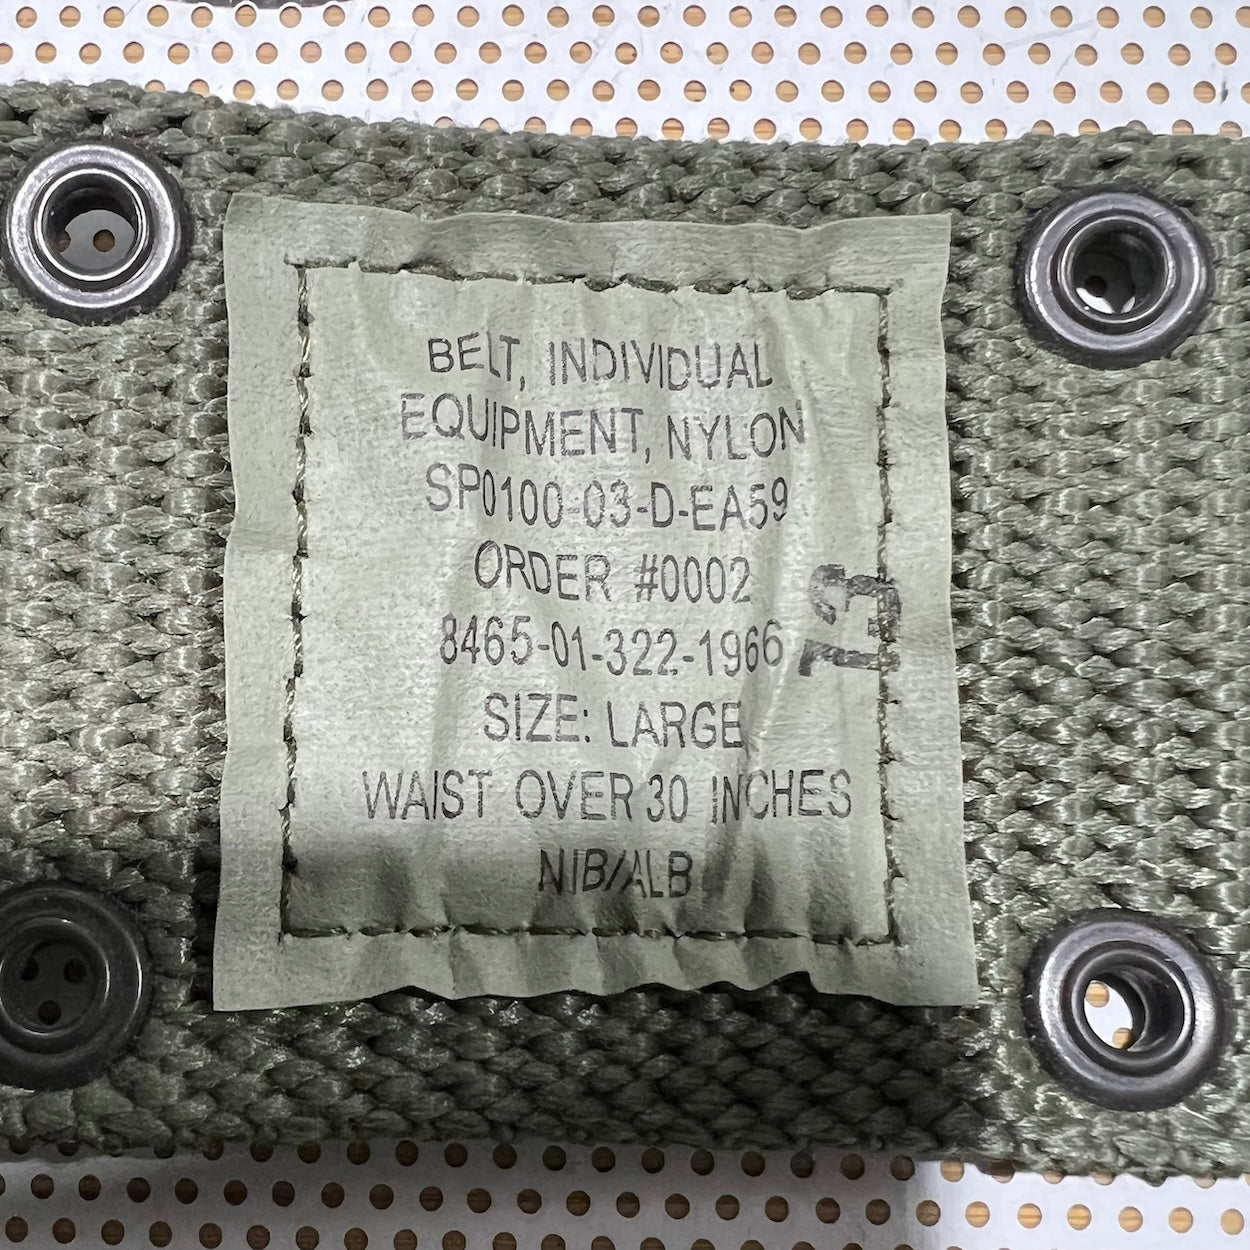 BELT, INDIVIDUAL
EQUIPMENT, NYLON
SP0100-03-D-EA59
ORDER #0002
8465-01-322-1966
SIZE: LARGE
WAIST OVER 30 INCHES
NIB/ALB
13